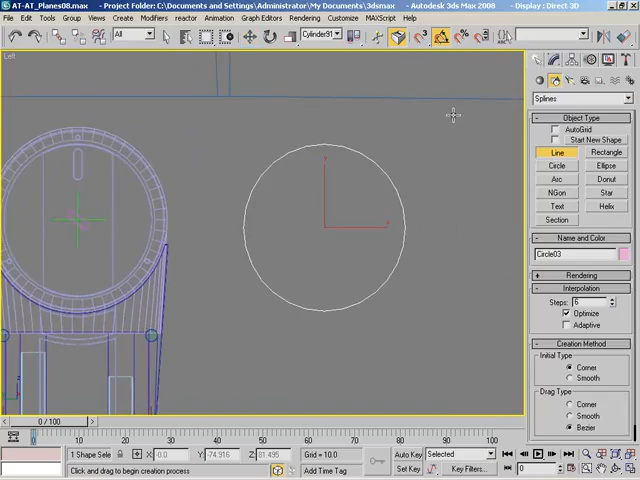 AT-AT_Planes08.max - Project Folder: C:\Documents and Settings\Administrator\My Documents\3dsmax - Autodesk 3ds Max 2008 - Display : Direct 3D
File Edit Tools Group Views Create Modifiers reactor Animation Graph Editors Rendering Customize MAXScript Help
All Cylinder91
Left
Splines
Object Type
AutoGrid
Start New Shape
Line Rectangle
Circle Ellipse
Arc Donut
NGon Star
Text Helix
Section
Name and Color
Circle03
Rendering
Interpolation
Steps: 6
Optimize
Adaptive
Creation Method
Initial Type
Corner
Smooth
Drag Type
Corner
Smooth
Bezier
0 / 100
0 10 20 30 40 50 60 70 80 90 100
1 Shape Sele X: -0.0 Y: -74.916 Z: 81.495 Grid = 10.0 Auto Key Selected
Click and drag to begin creation process Add Time Tag Set Key Key Filters... 0